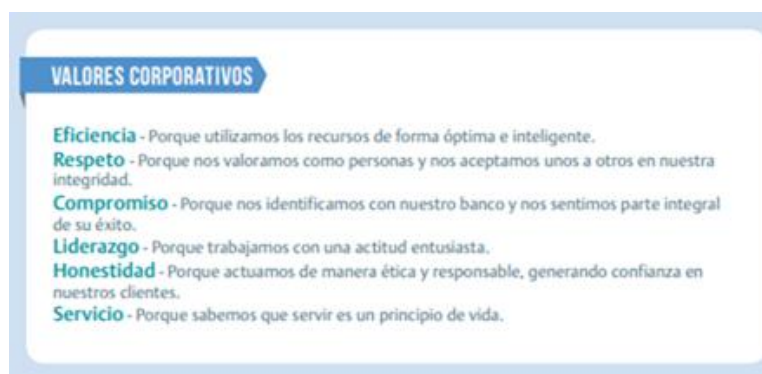 VALORES CORPORATIVOS
Eficiencia - Porque utilizamos los recursos de forma óptima e inteligente.
Respeto - Porque nos valoramos como personas y nos aceptamos unos a otros en nuestra
integridad.
Compromiso - Porque nos identificamos con nuestro banco y nos sentimos parte integral
de su éxito.
Liderazgo - Porque trabajamos con una actitud entusiasta.
Honestidad - Porque actuamos de manera ética y responsable, generando confianza en
nuestros clientes.
Servicio - Porque sabemos que servir es un principio de vida.